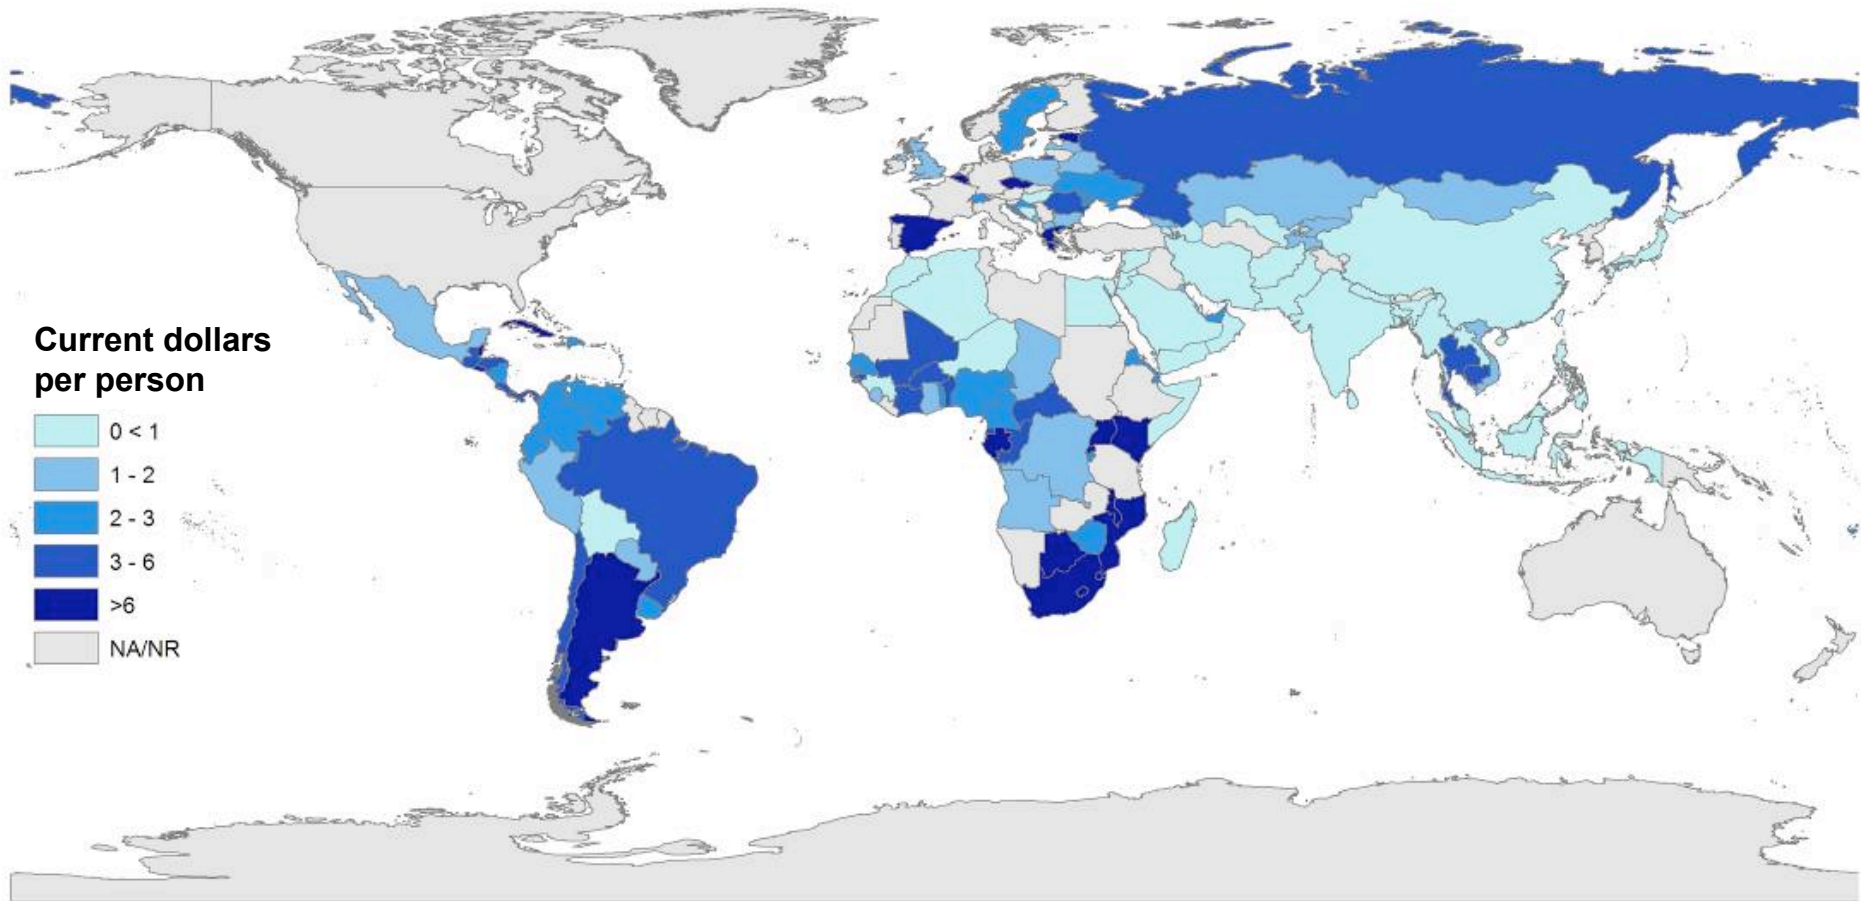 Current dollars
per person
0 < 1
1 - 2
2 - 3
3 - 6
>6
NA/NR